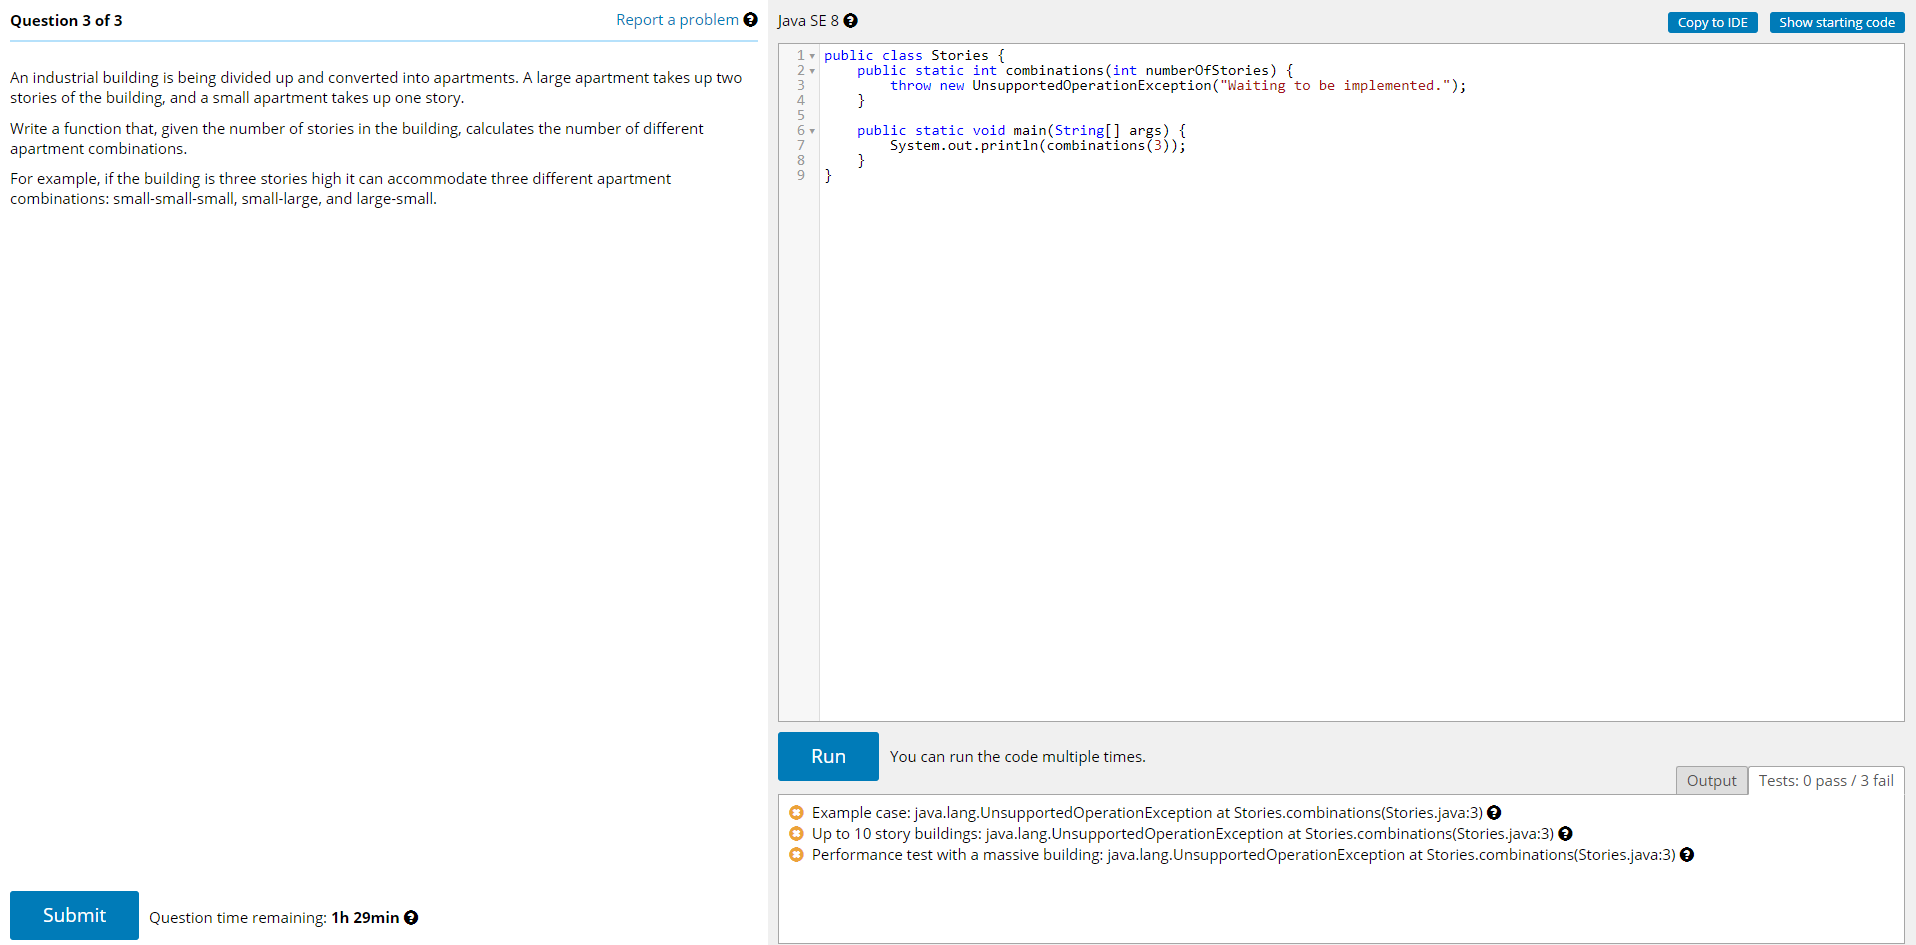 Question 3 of 3
Report a problem ?
An industrial building is being divided up and converted into apartments. A large apartment takes up two
stories of the building, and a small apartment takes up one story.
Write a function that, given the number of stories in the building, calculates the number of different
apartment combinations.
For example, if the building is three stories high it can accommodate three different apartment
combinations: small-small-small, small-large, and large-small.
Submit
Question time remaining: 1h 29min ?
Java SE 8 ?
Copy to IDE
Show starting code
1 public class Stories {
2     public static int combinations(int numberOfStories) {
3         throw new UnsupportedOperationException("Waiting to be implemented.");
4     }
5
6     public static void main(String[] args) {
7         System.out.println(combinations(3));
8     }
9 }
Run
You can run the code multiple times.
Output
Tests: 0 pass / 3 fail
Example case: java.lang.UnsupportedOperationException at Stories.combinations(Stories.java:3) ?
Up to 10 story buildings: java.lang.UnsupportedOperationException at Stories.combinations(Stories.java:3) ?
Performance test with a massive building: java.lang.UnsupportedOperationException at Stories.combinations(Stories.java:3) ?